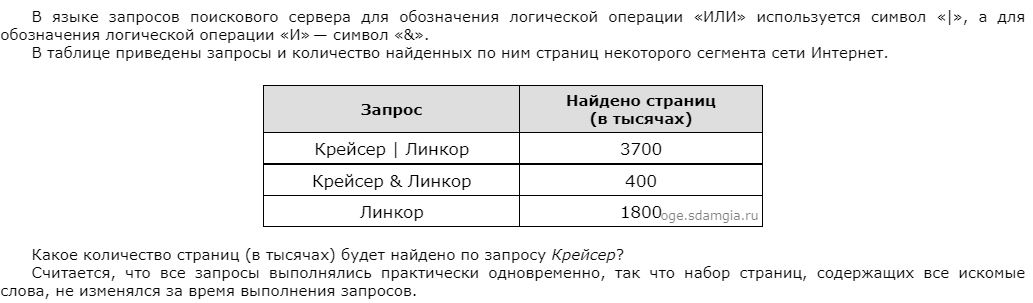 В языке запросов поискового сервера для обозначения логической операции «ИЛИ» используется символ «|», а для
обозначения логической операции «И» — символ «&».
В таблице приведены запросы и количество найденных по ним страниц некоторого сегмента сети Интернет.
Запрос
Найдено страниц
(в тысячах)
Крейсер | Линкор
3700
Крейсер & Линкор
400
Линкор
1800
oge.sdamgia.ru
Какое количество страниц (в тысячах) будет найдено по запросу Крейсер?
Считается, что все запросы выполнялись практически одновременно, так что набор страниц, содержащих все искомые
слова, не изменялся за время выполнения запросов.